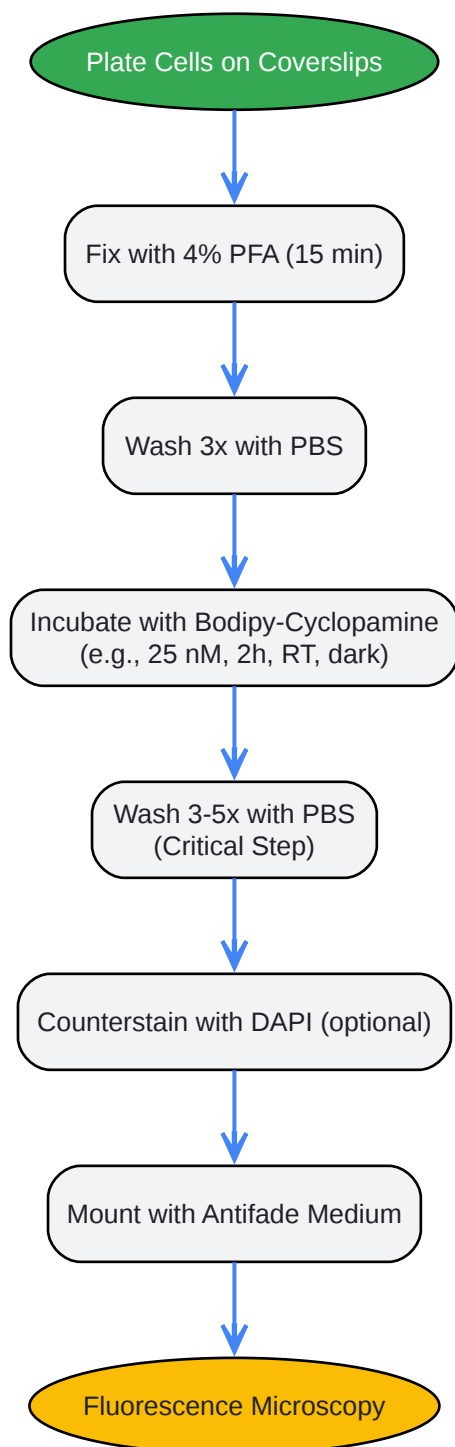 Plate Cells on Coverslips
Fix with 4% PFA (15 min)
Wash 3x with PBS
Incubate with Bodipy-Cyclopamine
(e.g., 25 nM, 2h, RT, dark)
Wash 3-5x with PBS
(Critical Step)
Counterstain with DAPI (optional)
Mount with Antifade Medium
Fluorescence Microscopy